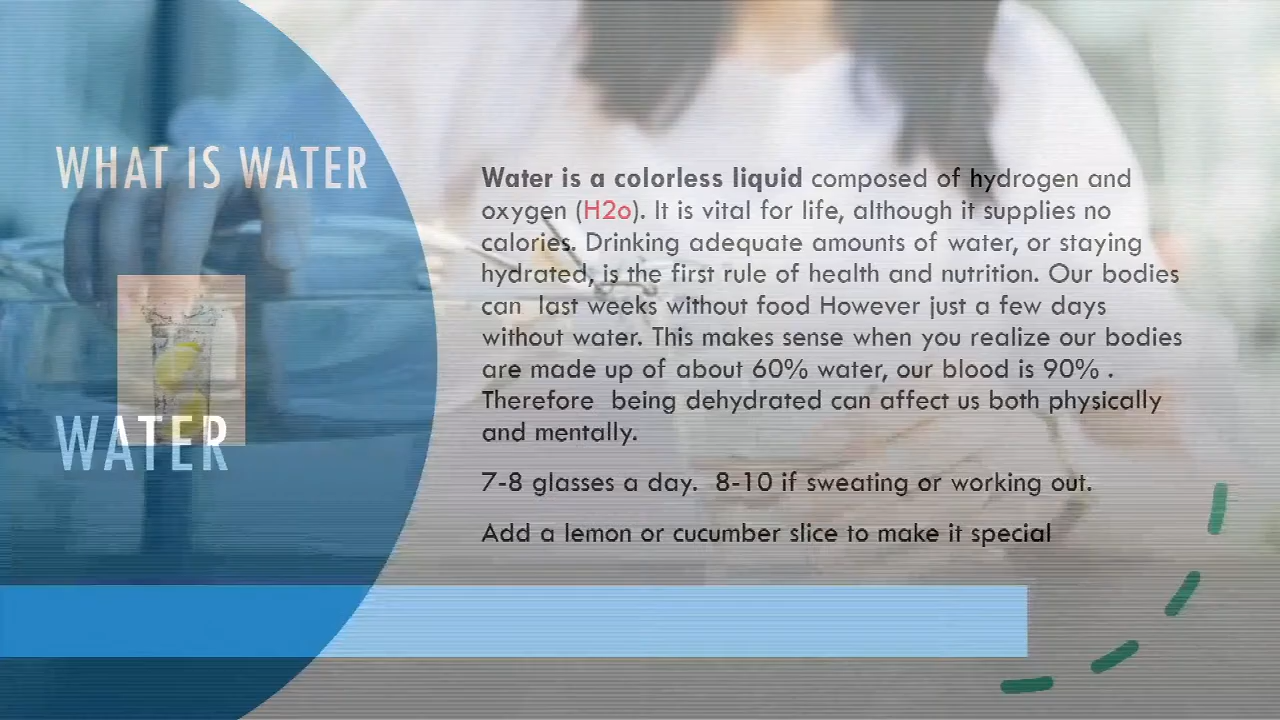 WHAT IS WATER
WATER
Water is a colorless liquid composed of hydrogen and
oxygen (H2o). It is vital for life, although it supplies no
calories. Drinking adequate amounts of water, or staying
hydrated, is the first rule of health and nutrition. Our bodies
can  last weeks without food However just a few days
without water. This makes sense when you realize our bodies
are made up of about 60% water, our blood is 90% .
Therefore  being dehydrated can affect us both physically
and mentally.
7-8 glasses a day.  8-10 if sweating or working out.
Add a lemon or cucumber slice to make it special